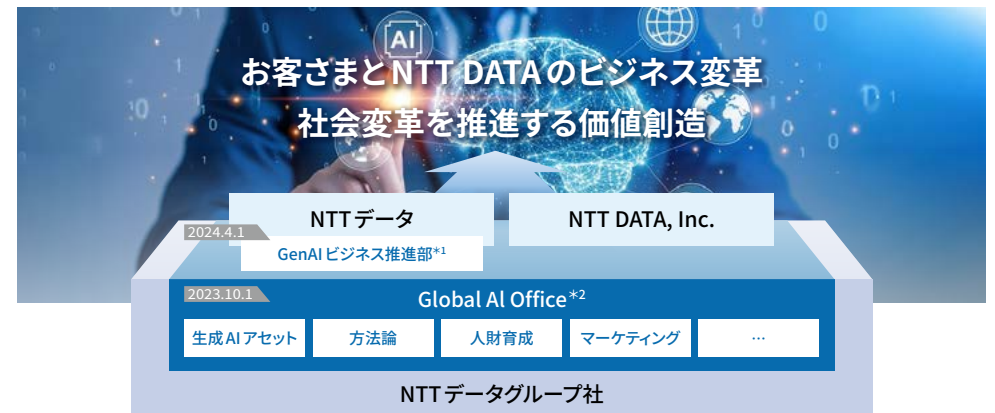 AI
お客さまとNTT DATAのビジネス変革
社会変革を推進する価値創造
NTTデータ
NTT DATA, Inc.
2024.4.1
GenAIビジネス推進部*1
2023.10.1
Global AI Office*2
生成AIアセット
方法論
人財育成
マーケティング
…
NTTデータグループ社